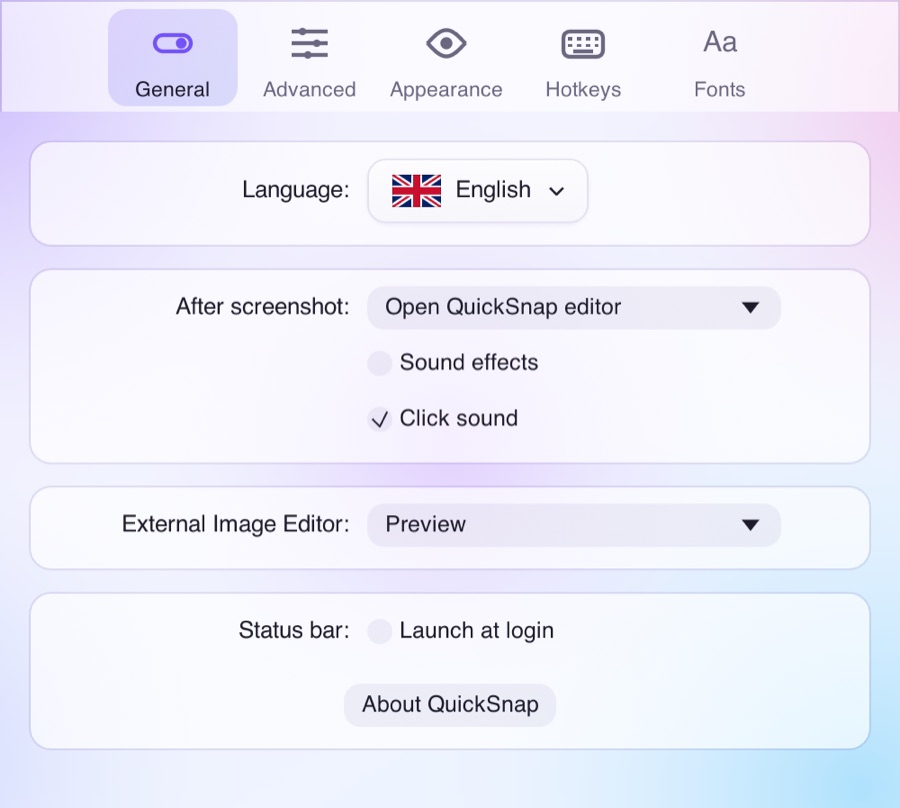 General
Advanced
Appearance
Hotkeys
Aa
Fonts
Language: English
After screenshot: Open QuickSnap editor
Sound effects
Click sound
External Image Editor: Preview
Status bar: Launch at login
About QuickSnap